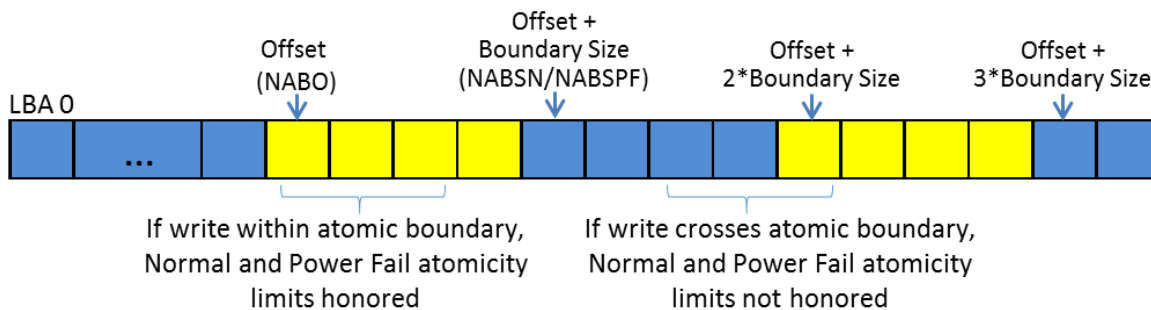 Offset
(NABO)
Offset +
Boundary Size
(NABSN/NABSPF)
Offset +
2*Boundary Size
Offset +
3*Boundary Size
LBA 0
...
If write within atomic boundary,
Normal and Power Fail atomicity
limits honored
If write crosses atomic boundary,
Normal and Power Fail atomicity
limits not honored